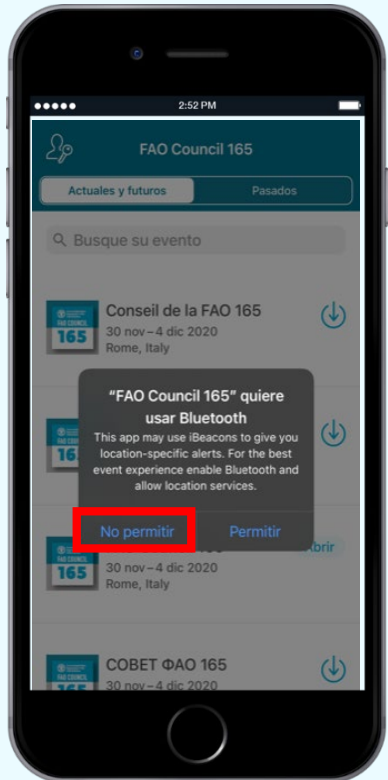 2:52 PM
FAO Council 165
Actuales y futuros
Pasados
Busque su evento
Conseil de la FAO 165
165
30 nov – 4 dic 2020
Rome, Italy
“FAO Council 165” quiere
usar Bluetooth
This app may use iBeacons to give you
location-specific alerts. For the best
event experience enable Bluetooth and
allow location services.
No permitir
Permitir
165
30 nov – 4 dic 2020
Rome, Italy
СОВЕТ ФАО 165
30 nov – 4 dic 2020